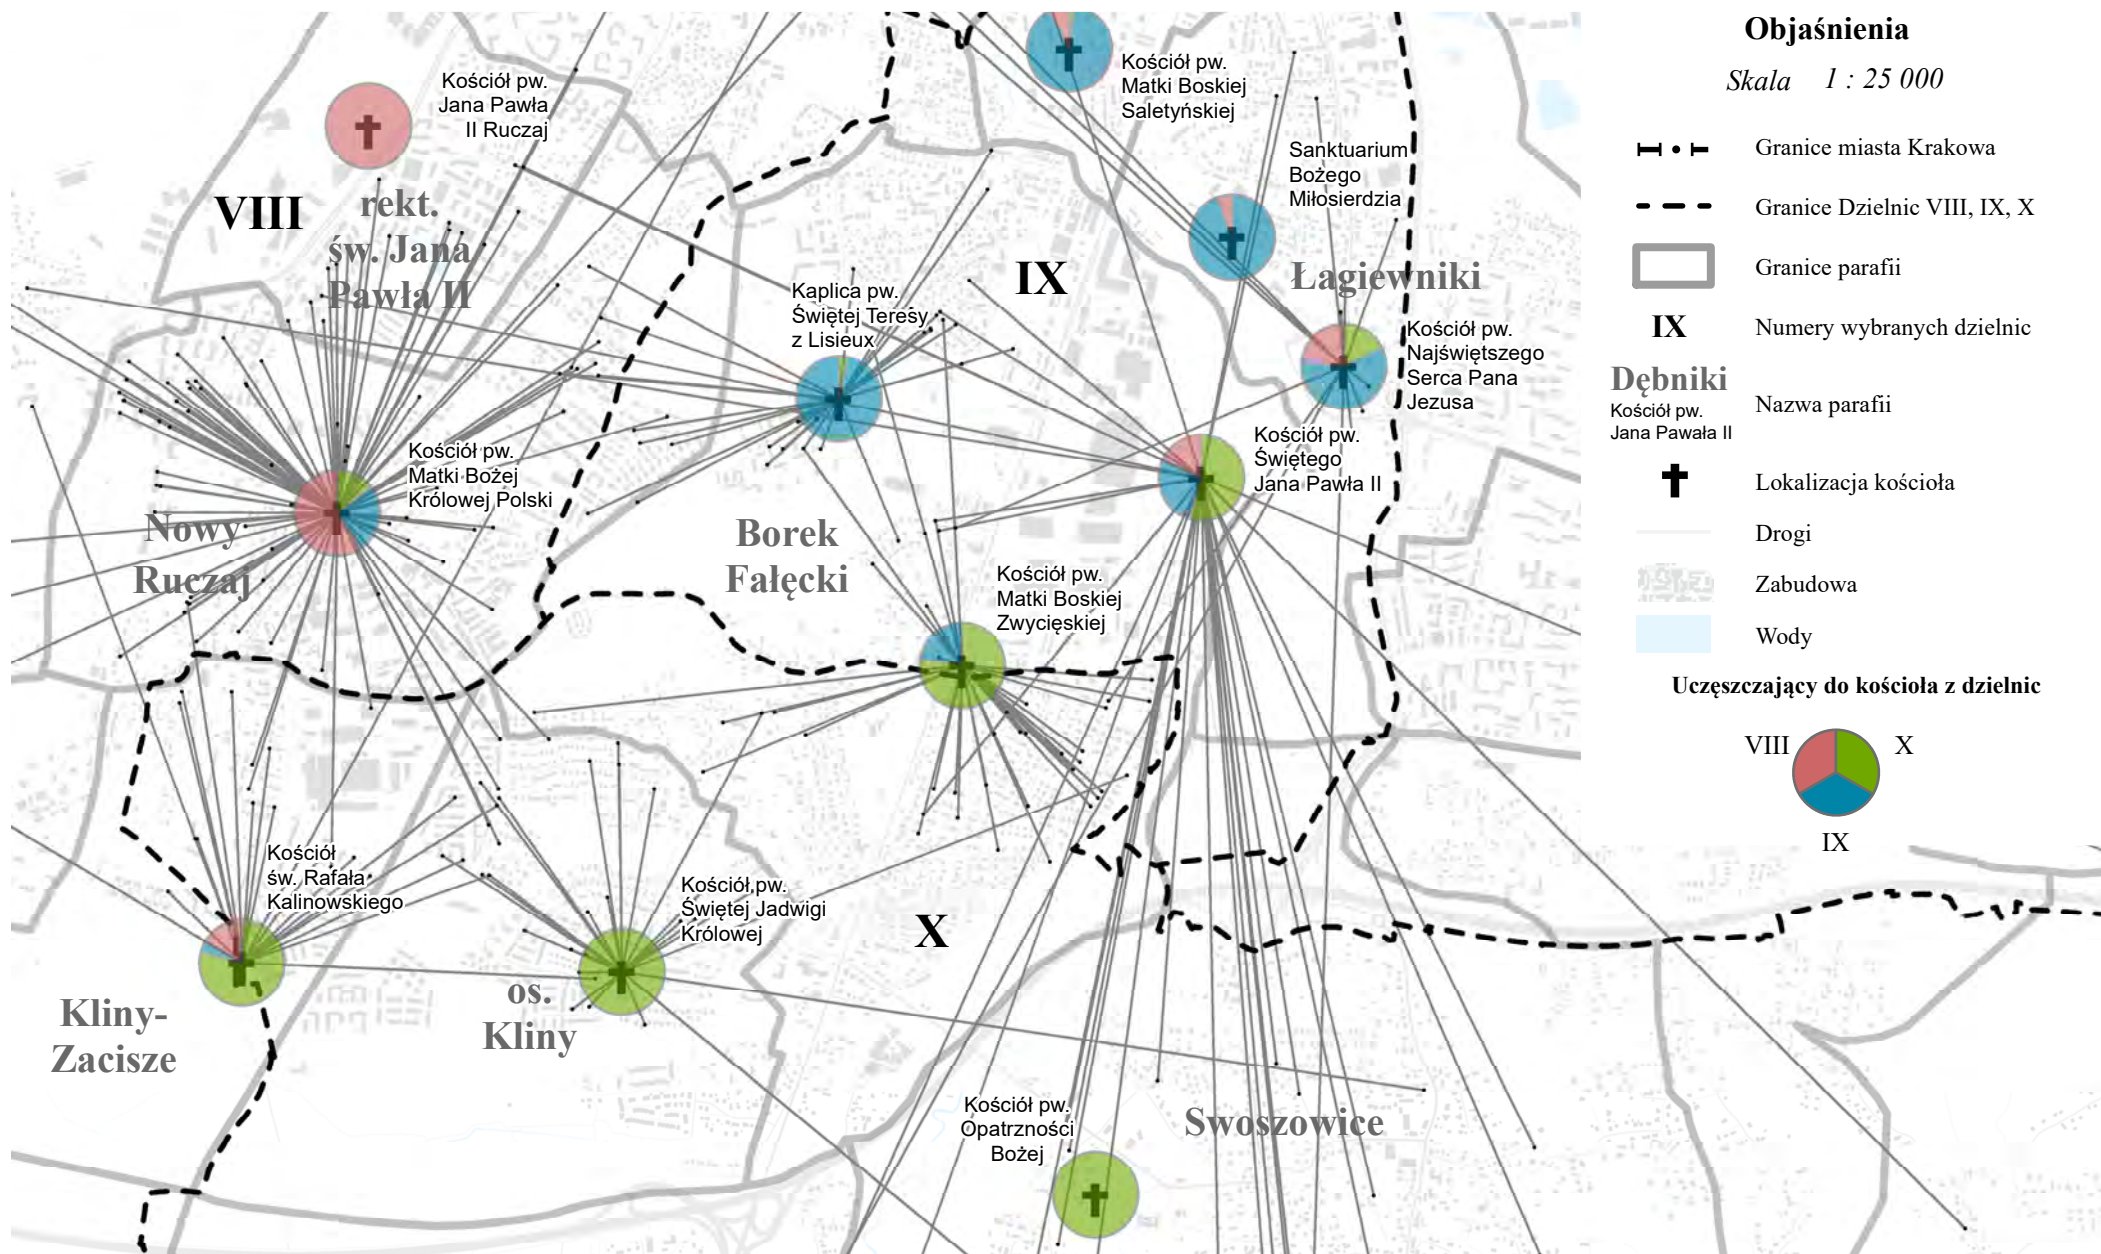 Kościół pw.
Jana Pawła
II Ruczaj
VIII
rekt.
św. Jana
Pawła II
Kościół pw.
Matki Boskiej
Saletyńskiej
Sanktuarium
Bożego
Miłosierdzia
IX
Łagiewniki
Kaplica pw.
Świętej Teresy
z Lisieux
Kościół pw.
Najświętszego
Serca Pana
Jezusa
Kościół pw.
Matki Bożej
Królowej Polski
Kościół pw.
Świętego
Jana Pawła II
Nowy
Ruczaj
Borek
Fałęcki
Kościół pw.
Matki Boskiej
Zwycięskiej
Kościół
św. Rafała
Kalinowskiego
Kościół pw.
Świętej Jadwigi
Królowej
X
Kliny-
Zacisze
os.
Kliny
Kościół pw.
Opatrzności
Bożej
Swoszowice
Objaśnienia
Skala 1 : 25 000
Granice miasta Krakowa
Granice Dzielnic VIII, IX, X
Granice parafii
IX Numery wybranych dzielnic
Dębniki
Kościół pw.
Jana Pawała II
Nazwa parafii
Lokalizacja kościoła
Drogi
Zabudowa
Wody
Uczęszczający do kościoła z dzielnic
VIII X
IX